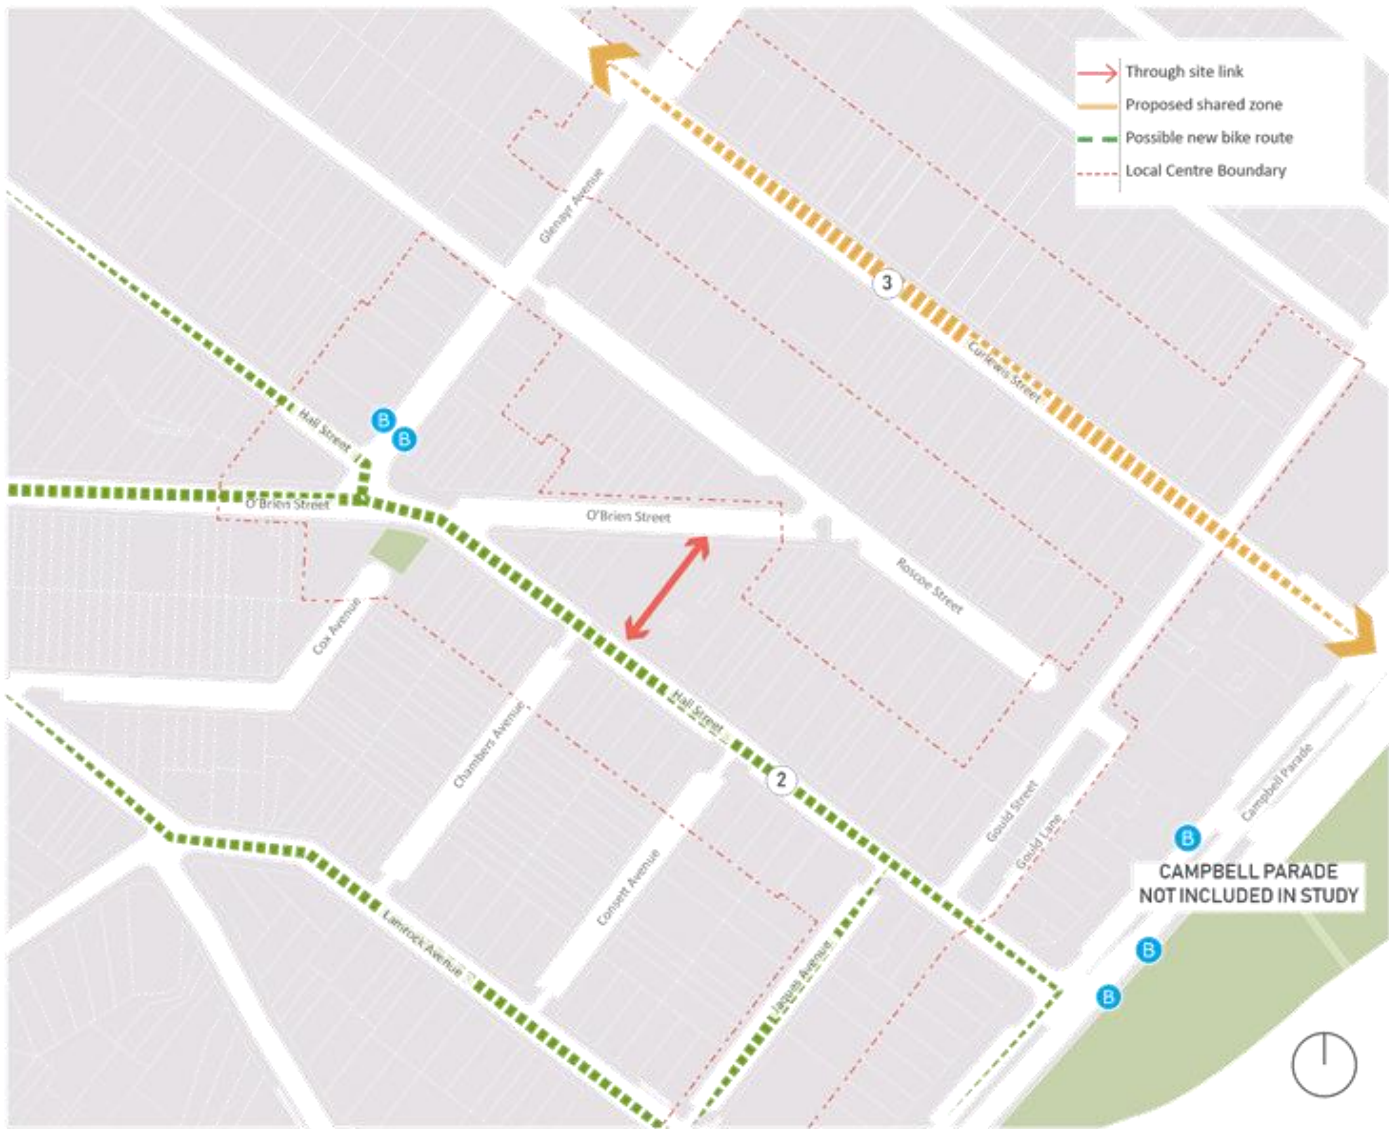 Through site link
Proposed shared zone
Possible new bike route
Local Centre Boundary
Glenayr Avenue
3
Curlewis Street
B
B
Hall Street
O'Brien Street
O'Brien Street
Roscoe Street
Cox Avenue
Chambers Avenue
Hall Street
2
Consett Avenue
Gould Street
Gould Lane
Campbell Parade
B
CAMPBELL PARADE
NOT INCLUDED IN STUDY
B
B
Lamrock Avenue
Jaques Avenue